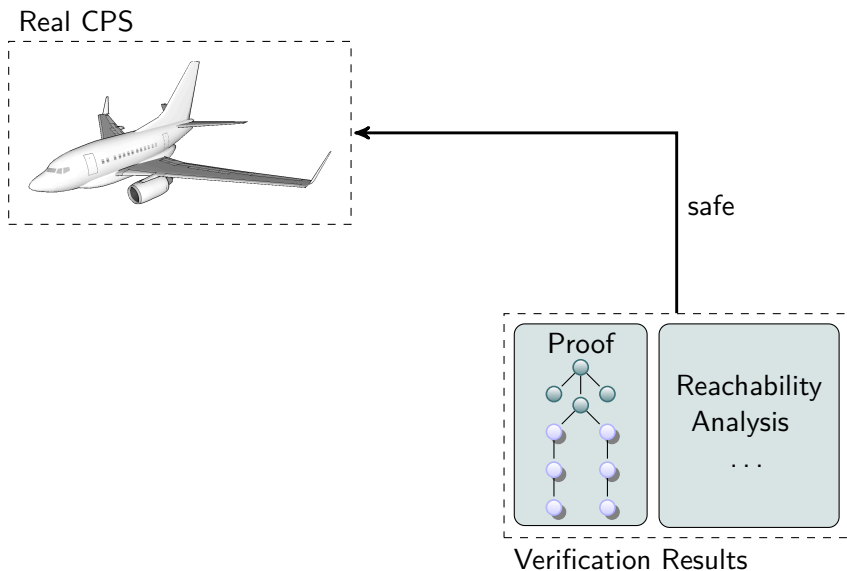 Real CPS
safe
Proof
Reachability
Analysis
. . .
Verification Results